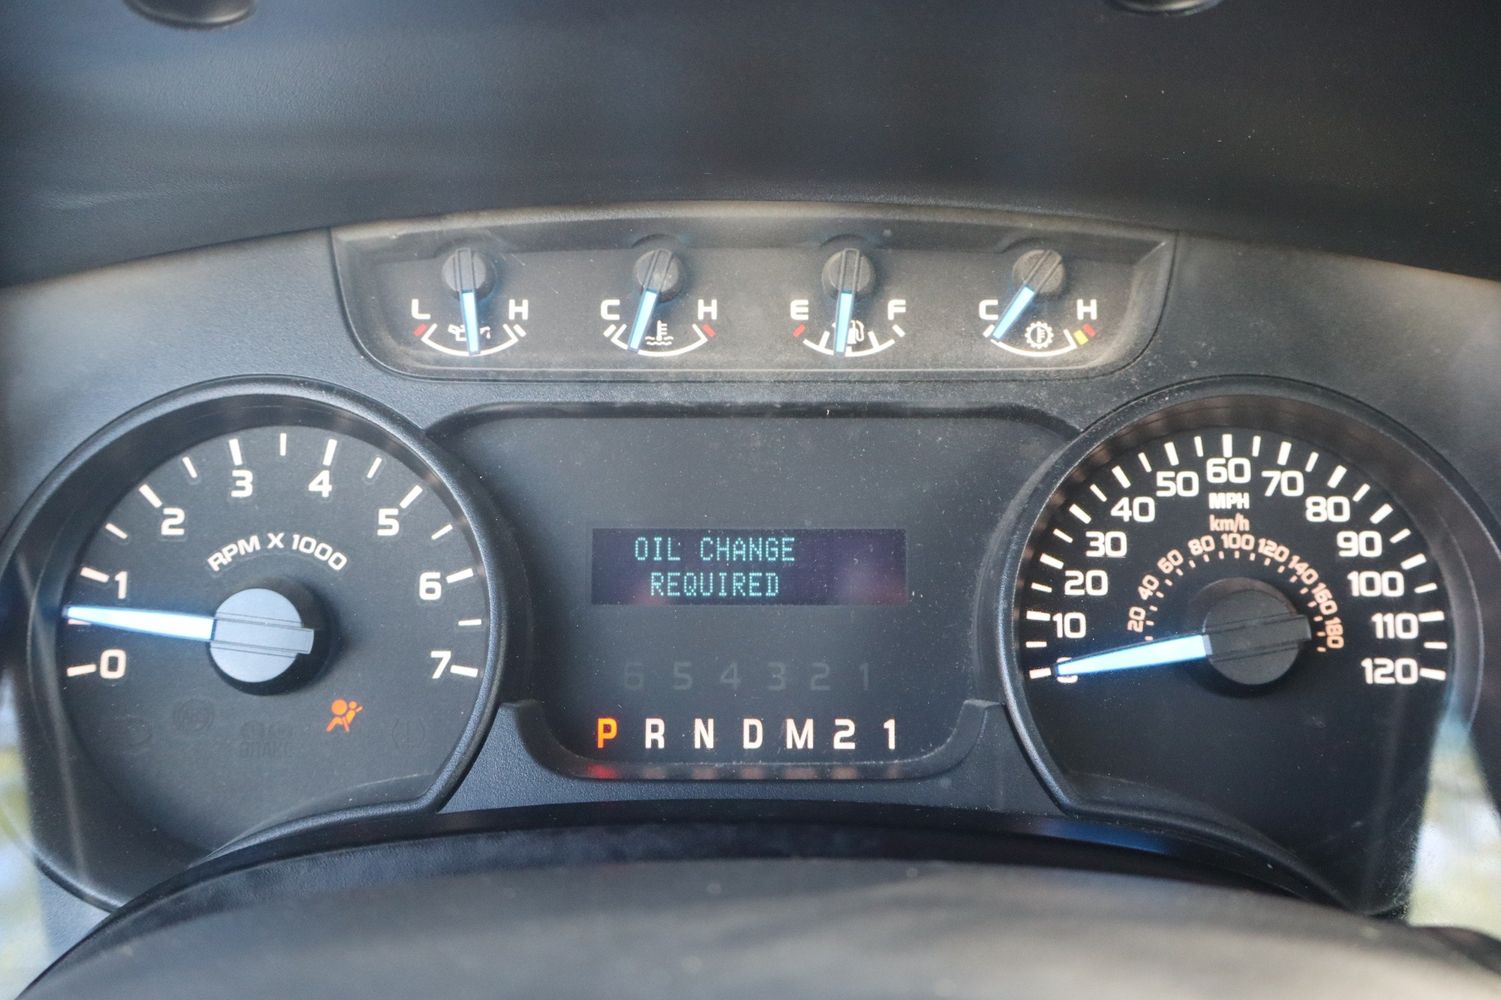 L H
C H
E F
C H
0 1 2 3 4 5 6 7
RPM X 1000
OIL CHANGE
REQUIRED
6 5 4 3 2 1
P R N D M 2 1
10 20 30 40 50 60 70 80 90 100 110 120
MPH
km/h
20 40 60 80 100 120 140 160 180